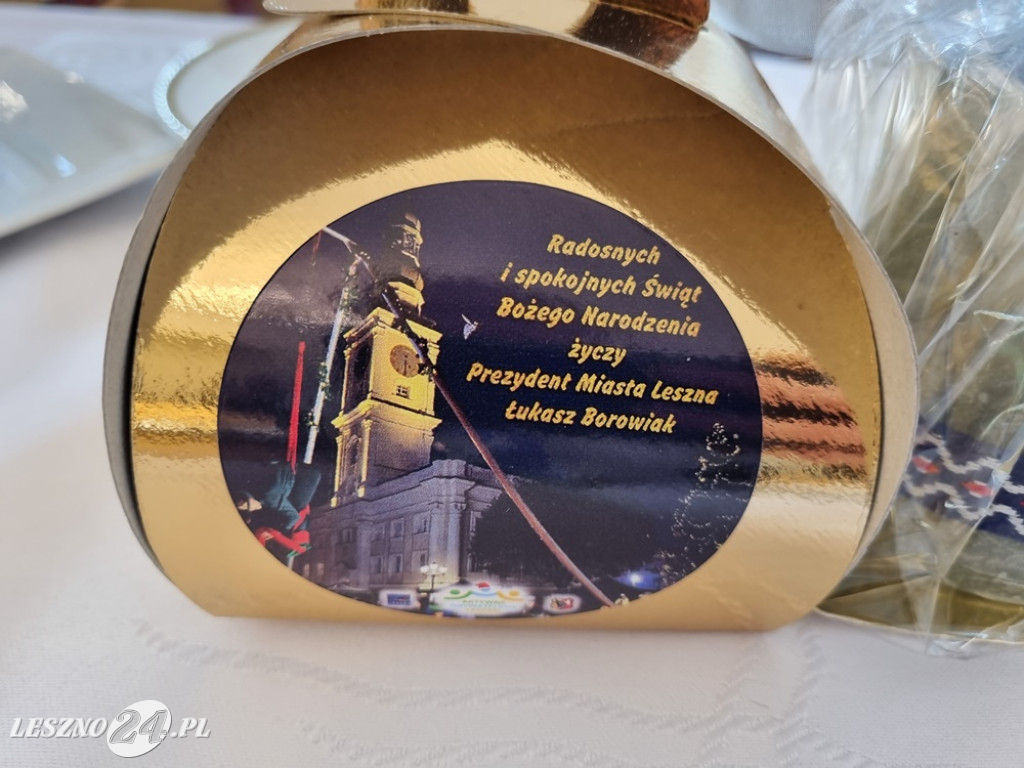 Radosnych
i spokojnych Świąt
Bożego Narodzenia
życzy
Prezydent Miasta Leszna
Łukasz Borowiak
LESZNO24.PL